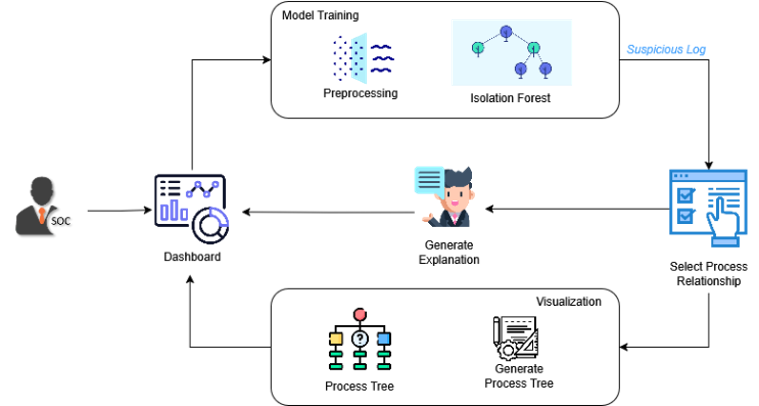 Model Training
Preprocessing
Isolation Forest
Suspicious Log
SOC
Dashboard
Generate
Explanation
Select Process
Relationship
Visualization
Process Tree
Generate
Process Tree